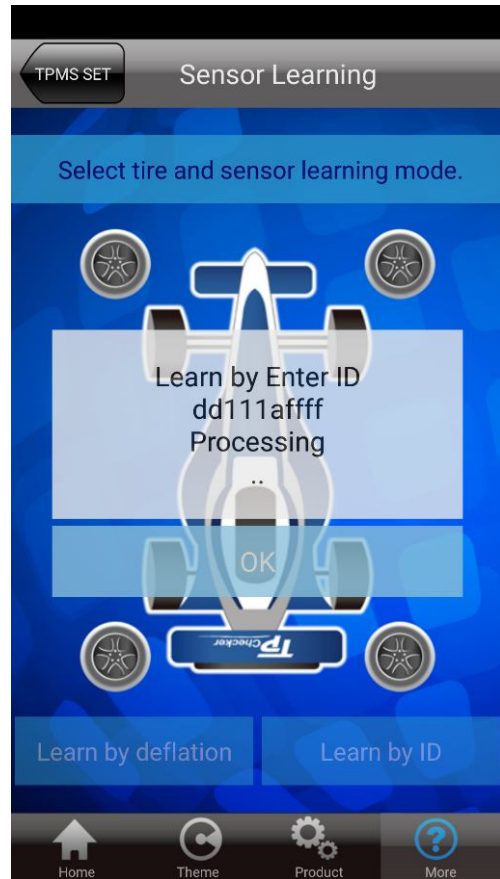 TPMS SET
Sensor Learning
Select tire and sensor learning mode.
Learn by Enter ID
dd111affff
Processing
..
OK
TP Checker
Learn by deflation
Learn by ID
Home
Theme
Product
More